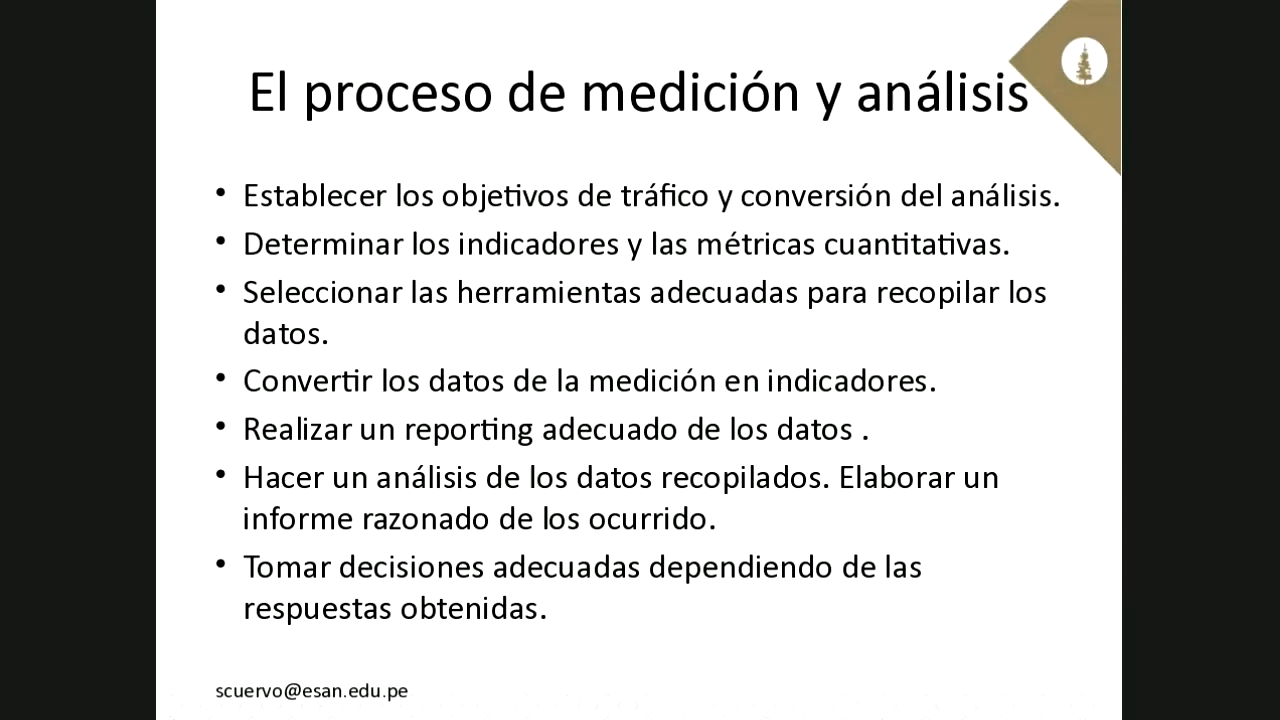 El proceso de medición y análisis
• Establecer los objetivos de tráfico y conversión del análisis.
• Determinar los indicadores y las métricas cuantitativas.
• Seleccionar las herramientas adecuadas para recopilar los
datos.
• Convertir los datos de la medición en indicadores.
• Realizar un reporting adecuado de los datos .
• Hacer un análisis de los datos recopilados. Elaborar un
informe razonado de los ocurrido.
• Tomar decisiones adecuadas dependiendo de las
respuestas obtenidas.
scuervo@esan.edu.pe